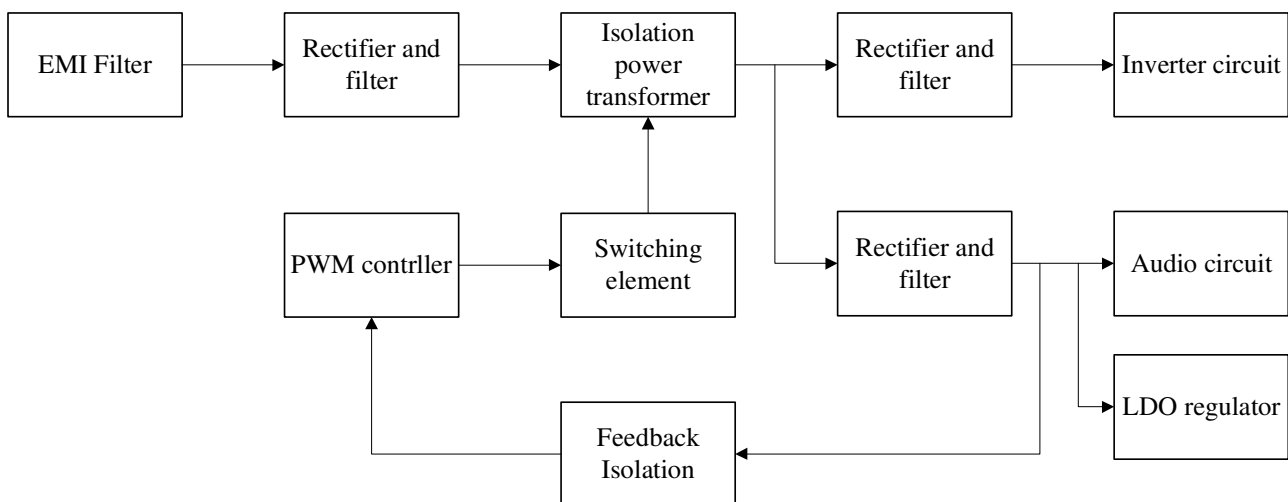 EMI Filter
Rectifier and
filter
Isolation
power
transformer
Rectifier and
filter
Inverter circuit
PWM contrller
Switching
element
Rectifier and
filter
Audio circuit
Feedback
Isolation
LDO regulator